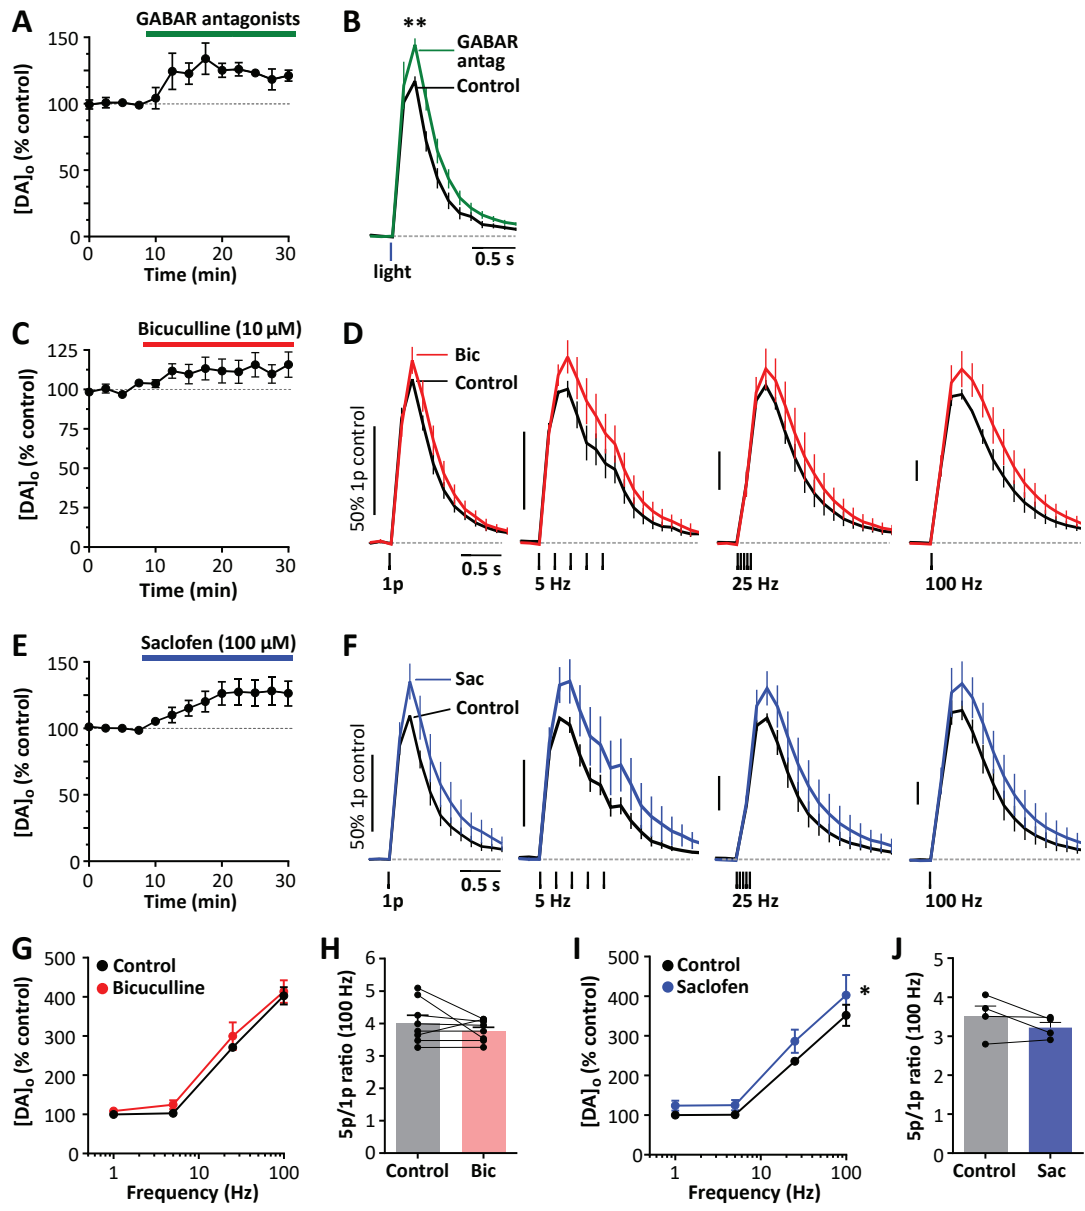 A
GABAR antagonists
[DA]o (% control)
150
100
50
0
0
10
20
30
Time (min)
B
**
GABAR
antag
Control
light
0.5 s
C
Bicuculline (10 µM)
[DA]o (% control)
125
100
75
50
25
0
0
10
20
30
Time (min)
D
Bic
Control
50% 1p control
1p
0.5 s
5 Hz
25 Hz
100 Hz
E
Saclofen (100 µM)
[DA]o (% control)
150
100
50
0
0
10
20
30
Time (min)
F
Sac
Control
50% 1p control
1p
0.5 s
5 Hz
25 Hz
100 Hz
G
Control
Bicuculline
[DA]o (% control)
500
400
300
200
100
0
1
10
100
Frequency (Hz)
H
5p/1p ratio (100 Hz)
6
5
4
3
2
1
0
Control
Bic
I
Control
Saclofen
*
[DA]o (% control)
500
400
300
200
100
0
1
10
100
Frequency (Hz)
J
5p/1p ratio (100 Hz)
5
4
3
2
1
0
Control
Sac